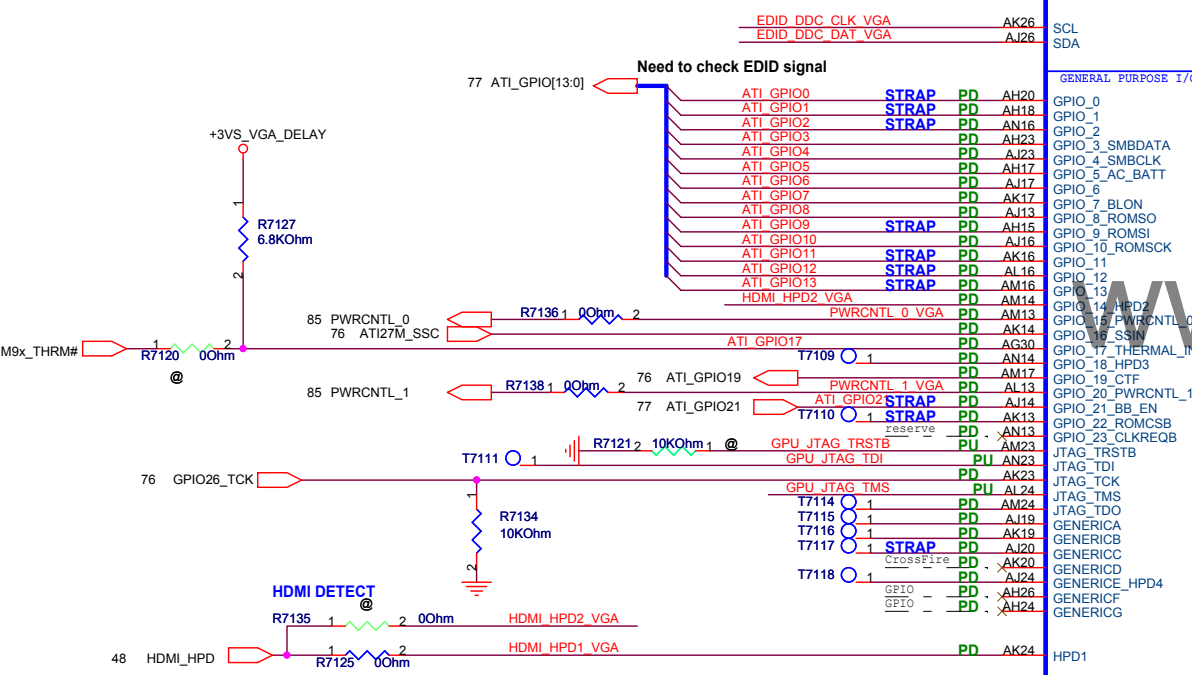 EDID_DDC_CLK_VGA AK26 SCL
EDID_DDC_DAT_VGA AJ26 SDA
Need to check EDID signal
GENERAL PURPOSE I/O
77 ATI_GPIO[13:0]
ATI_GPIO0 STRAP PD AH20 GPIO_0
ATI_GPIO1 STRAP PD AH18 GPIO_1
ATI_GPIO2 STRAP PD AN16 GPIO_2
ATI_GPIO3 PD AH23 GPIO_3_SMBDATA
ATI_GPIO4 PD AJ23 GPIO_4_SMBCLK
ATI_GPIO5 PD AH17 GPIO_5_AC_BATT
ATI_GPIO6 PD AJ17 GPIO_6
ATI_GPIO7 PD AK17 GPIO_7_BLON
ATI_GPIO8 PD AJ13 GPIO_8_ROMSO
ATI_GPIO9 STRAP PD AH15 GPIO_9_ROMSI
ATI_GPIO10 PD AJ16 GPIO_10_ROMSCK
ATI_GPIO11 STRAP PD AK16 GPIO_11
ATI_GPIO12 STRAP PD AL16 GPIO_12
ATI_GPIO13 STRAP PD AM16 GPIO_13
HDMI_HPD2_VGA PD AM14 GPIO_14_HPD2
+3VS_VGA_DELAY
1
R7127
6.8KOhm
2
85 PWRCNTL_0 R7136 1 0Ohm 2 PWRCNTL_0_VGA PD AM13 GPIO_15_PWRCNTL_0
76 ATI27M_SSC PD AK14 GPIO_16_SSIN
M9x_THRM# 1 2 ATI_GPIO17 PD AG30 GPIO_17_THERMAL_IN
R7120 0Ohm
@
T7109 1 PD AN14 GPIO_18_HPD3
76 ATI_GPIO19 PD AM17 GPIO_19_CTF
85 PWRCNTL_1 R7138 1 0Ohm 2 PWRCNTL_1_VGA PD AL13 GPIO_20_PWRCNTL_1
77 ATI_GPIO21 ATI_GPIO21 STRAP PD AJ14 GPIO_21_BB_EN
T7110 1 STRAP PD AK13 GPIO_22_ROMCSB
reserve PD AN13 GPIO_23_CLKREQB
R7121 2 10KOhm 1 @ GPU_JTAG_TRSTB PU AM23 JTAG_TRSTB
T7111 1 GPU_JTAG_TDI PU AN23 JTAG_TDI
76 GPIO26_TCK PD AK23 JTAG_TCK
GPU_JTAG_TMS PU AL24 JTAG_TMS
T7114 1 PD AM24 JTAG_TDO
T7115 1 PD AJ19 GENERICA
T7116 1 PD AK19 GENERICB
T7117 1 STRAP PD AJ20 GENERICC
CrossFire PD AK20 GENERICD
T7118 1 PD AJ24 GENERICE_HPD4
GPIO PD AH26 GENERICF
GPIO PD AH24 GENERICG
1
R7134
10KOhm
2
HDMI DETECT
@
R7135 1 2 0Ohm HDMI_HPD2_VGA
48 HDMI_HPD 1 2 HDMI_HPD1_VGA PD AK24 HPD1
R7125 0Ohm